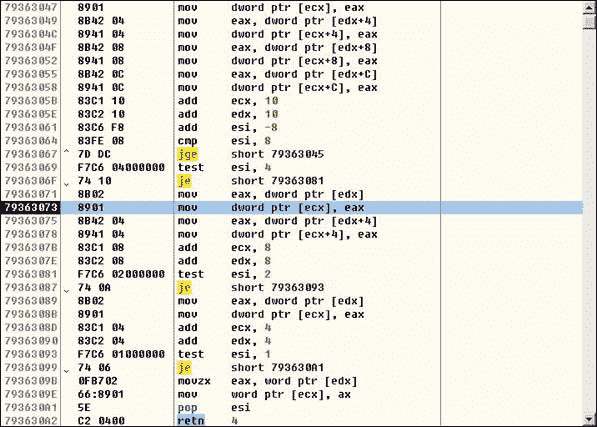 79363047 8901 mov dword ptr [ecx], eax
79363049 8B42 04 mov eax, dword ptr [edx+4]
7936304C 8941 04 mov dword ptr [ecx+4], eax
7936304F 8B42 08 mov eax, dword ptr [edx+8]
79363052 8941 08 mov dword ptr [ecx+8], eax
79363055 8B42 0C mov eax, dword ptr [edx+C]
79363058 8941 0C mov dword ptr [ecx+C], eax
7936305B 83C1 10 add ecx, 10
7936305E 83C2 10 add edx, 10
79363061 83C6 F8 add esi, -8
79363064 83FE 08 cmp esi, 8
79363067 ^ 7D DC jge short 79363045
79363069 F7C6 04000000 test esi, 4
7936306F ˅ 74 10 je short 79363081
79363071 8B02 mov eax, dword ptr [edx]
79363073 8901 mov dword ptr [ecx], eax
79363075 8B42 04 mov eax, dword ptr [edx+4]
79363078 8941 04 mov dword ptr [ecx+4], eax
7936307B 83C1 08 add ecx, 8
7936307E 83C2 08 add edx, 8
79363081 F7C6 02000000 test esi, 2
79363087 ˅ 74 0A je short 79363093
79363089 8B02 mov eax, dword ptr [edx]
7936308B 8901 mov dword ptr [ecx], eax
7936308D 83C1 04 add ecx, 4
79363090 83C2 04 add edx, 4
79363093 F7C6 01000000 test esi, 1
79363099 ˅ 74 06 je short 793630A1
7936309B 0FB702 movzx eax, word ptr [edx]
7936309E 66:8901 mov word ptr [ecx], ax
793630A1 5E pop esi
793630A2 C2 0400 retn 4